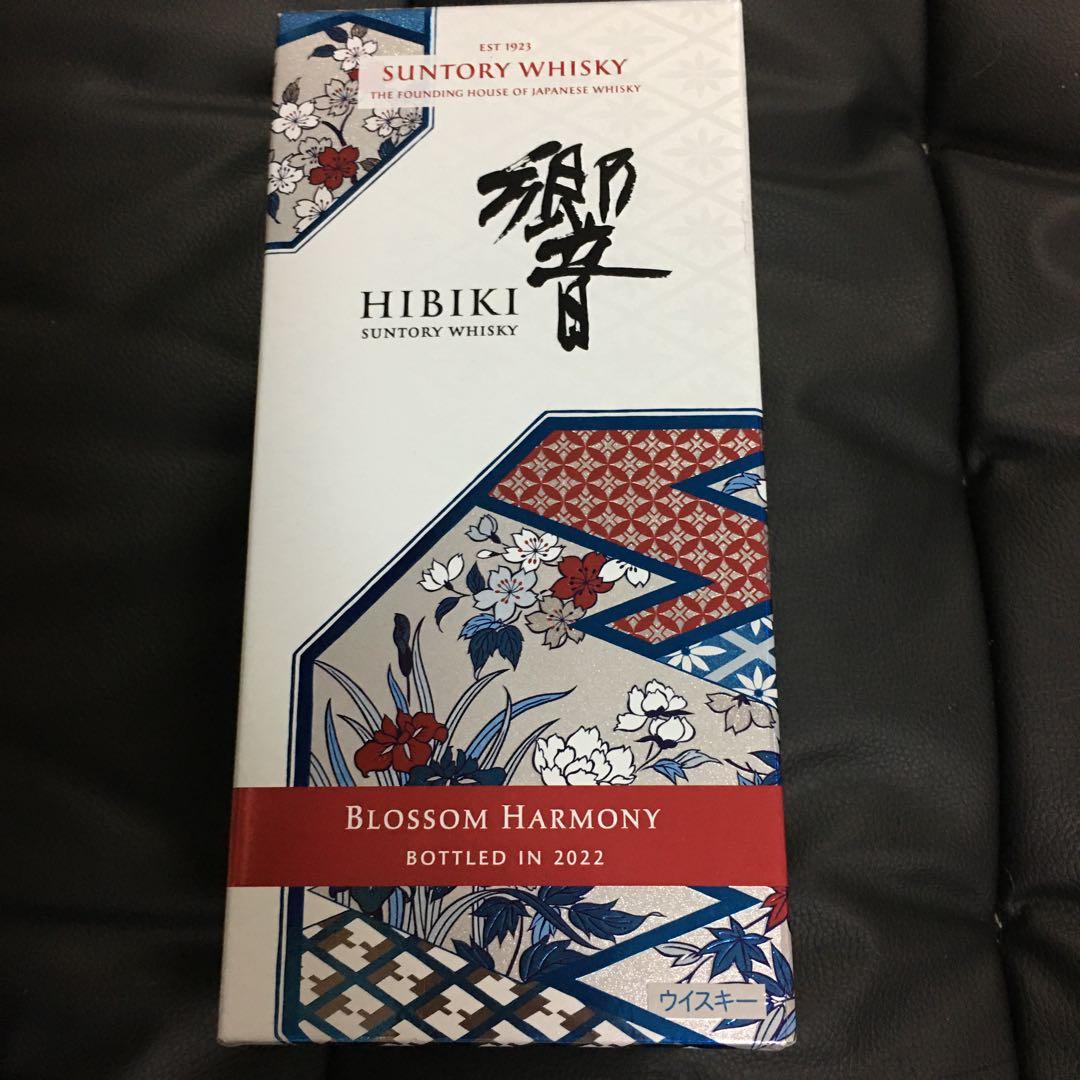 EST 1923
SUNTORY WHISKY
THE FOUNDING HOUSE OF JAPANESE WHISKY
響
HIBIKI
SUNTORY WHISKY
BLOSSOM HARMONY
BOTTLED IN 2022
ウイスキー